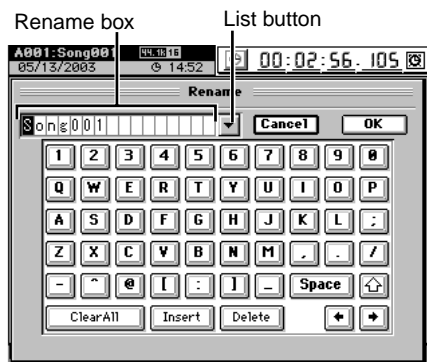 Rename box List button
A001:Song001 44.1k 16 00:02:56.105
05/13/2003 14:52
Rename
Song001 Cancel OK
1 2 3 4 5 6 7 8 9 0
Q W E R T Y U I O P
A S D F G H J K L ;
Z X C V B N M , . /
- ^ @ [ : ] _ Space
ClearAll Insert Delete